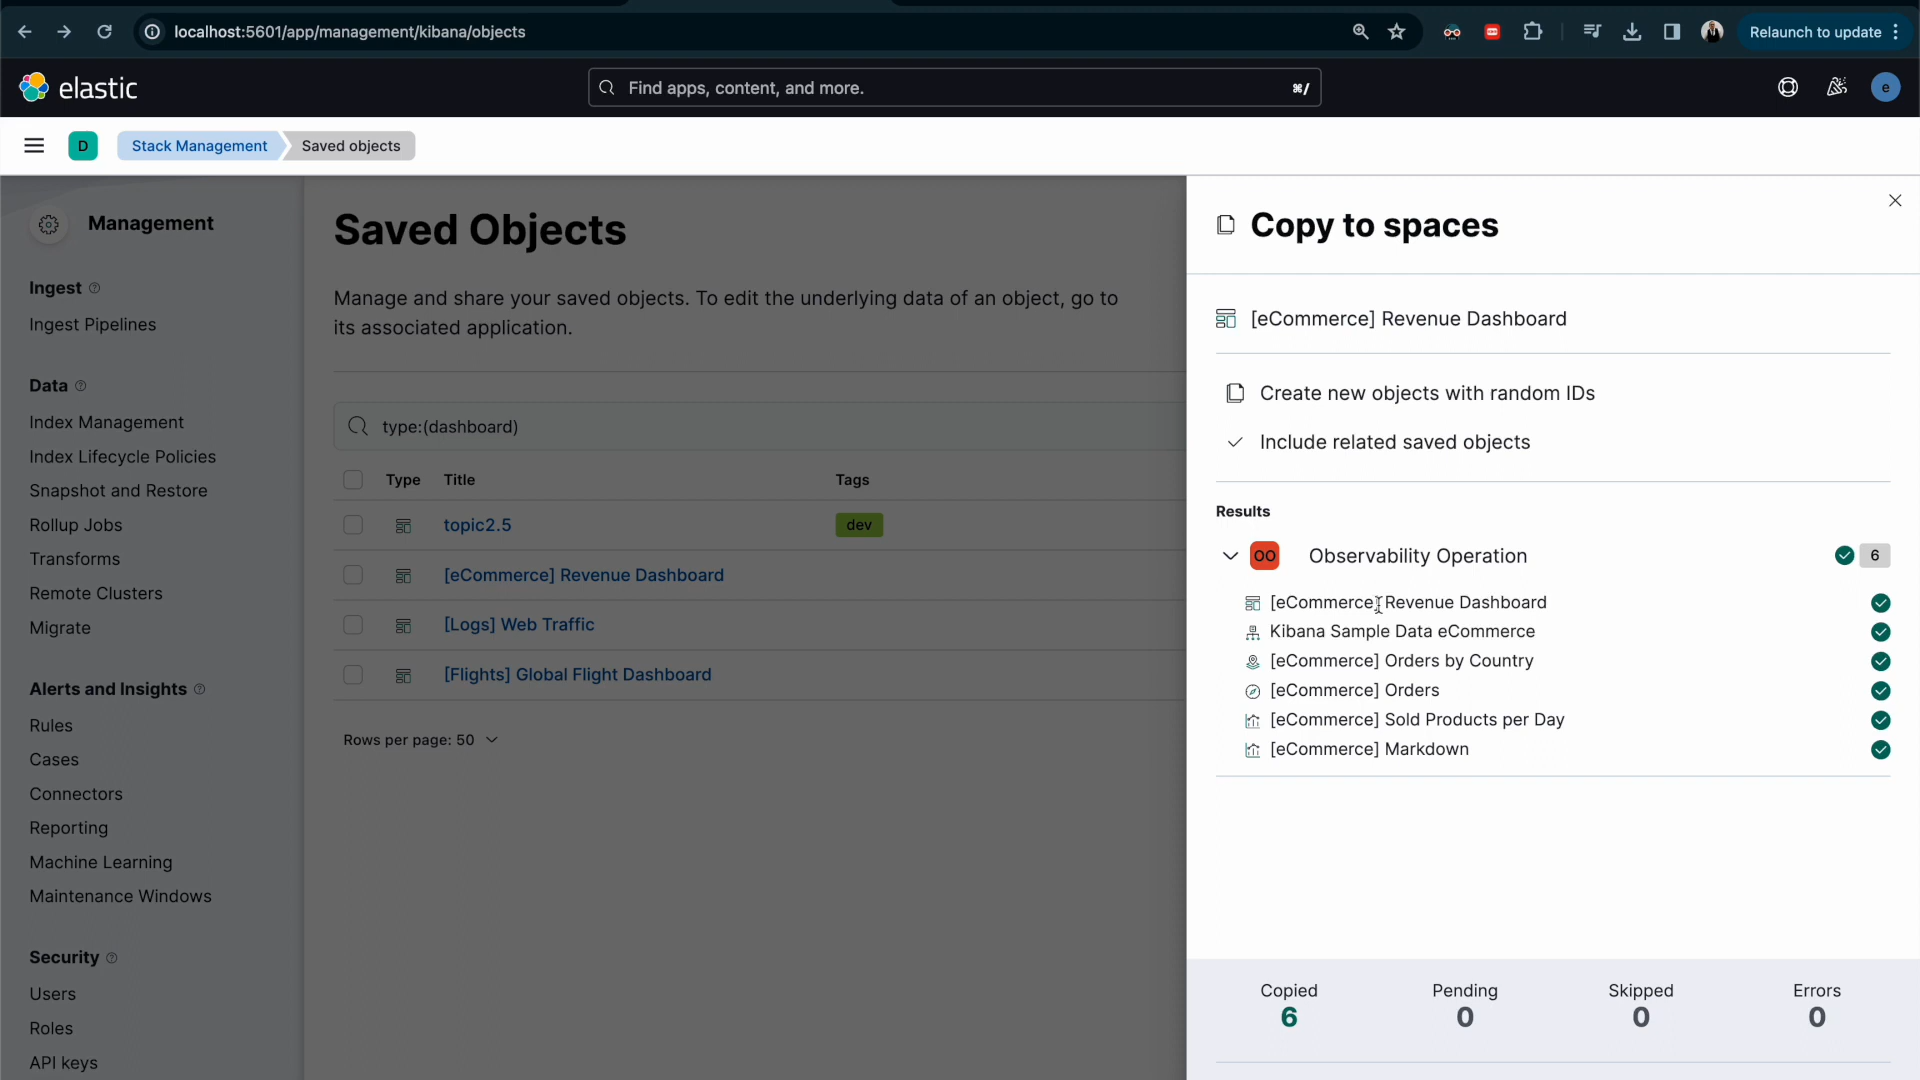 localhost:5601/app/management/kibana/objects
Relaunch to update
elastic
Find apps, content, and more.
⌘/
e
D
Stack Management
Saved objects
Management
Ingest
Ingest Pipelines
Data
Index Management
Index Lifecycle Policies
Snapshot and Restore
Rollup Jobs
Transforms
Remote Clusters
Migrate
Alerts and Insights
Rules
Cases
Connectors
Reporting
Machine Learning
Maintenance Windows
Security
Users
Roles
API keys
Saved Objects
Manage and share your saved objects. To edit the underlying data of an object, go to
its associated application.
type:(dashboard)
Type Title Tags
topic2.5 dev
[eCommerce] Revenue Dashboard
[Logs] Web Traffic
[Flights] Global Flight Dashboard
Rows per page: 50
Copy to spaces
[eCommerce] Revenue Dashboard
Create new objects with random IDs
Include related saved objects
Results
OO Observability Operation 6
[eCommerce] Revenue Dashboard
Kibana Sample Data eCommerce
[eCommerce] Orders by Country
[eCommerce] Orders
[eCommerce] Sold Products per Day
[eCommerce] Markdown
Copied Pending Skipped Errors
6 0 0 0